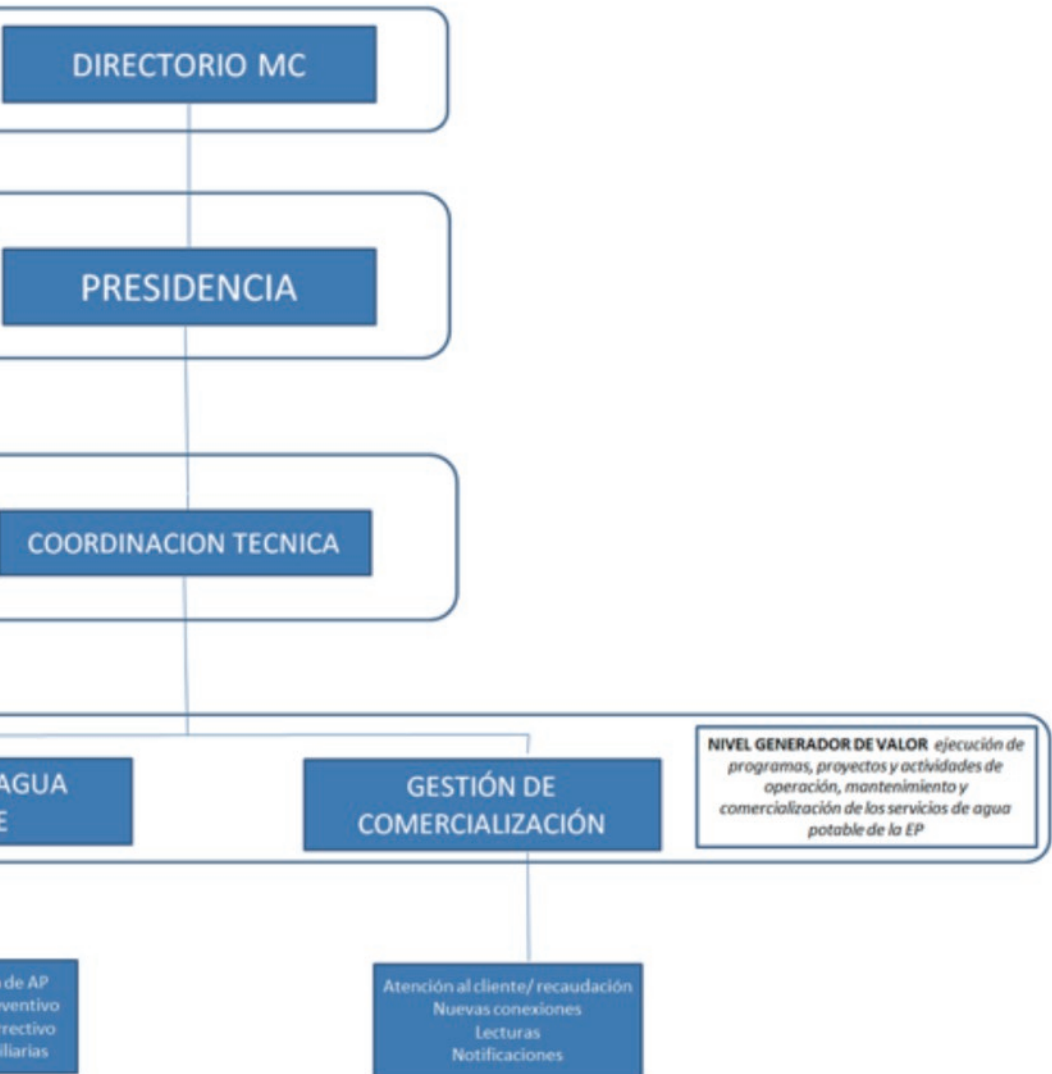 DIRECTORIO MC
PRESIDENCIA
COORDINACION TECNICA
AGUA
E
GESTIÓN DE
COMERCIALIZACIÓN
NIVEL GENERADOR DE VALOR ejecución de
programas, proyectos y actividades de
operación, mantenimiento y
comercialización de los servicios de agua
potable de la EP
de AP
ventivo
rrectivo
iliarias
Atención al cliente/ recaudación
Nuevas conexiones
Lecturas
Notificaciones